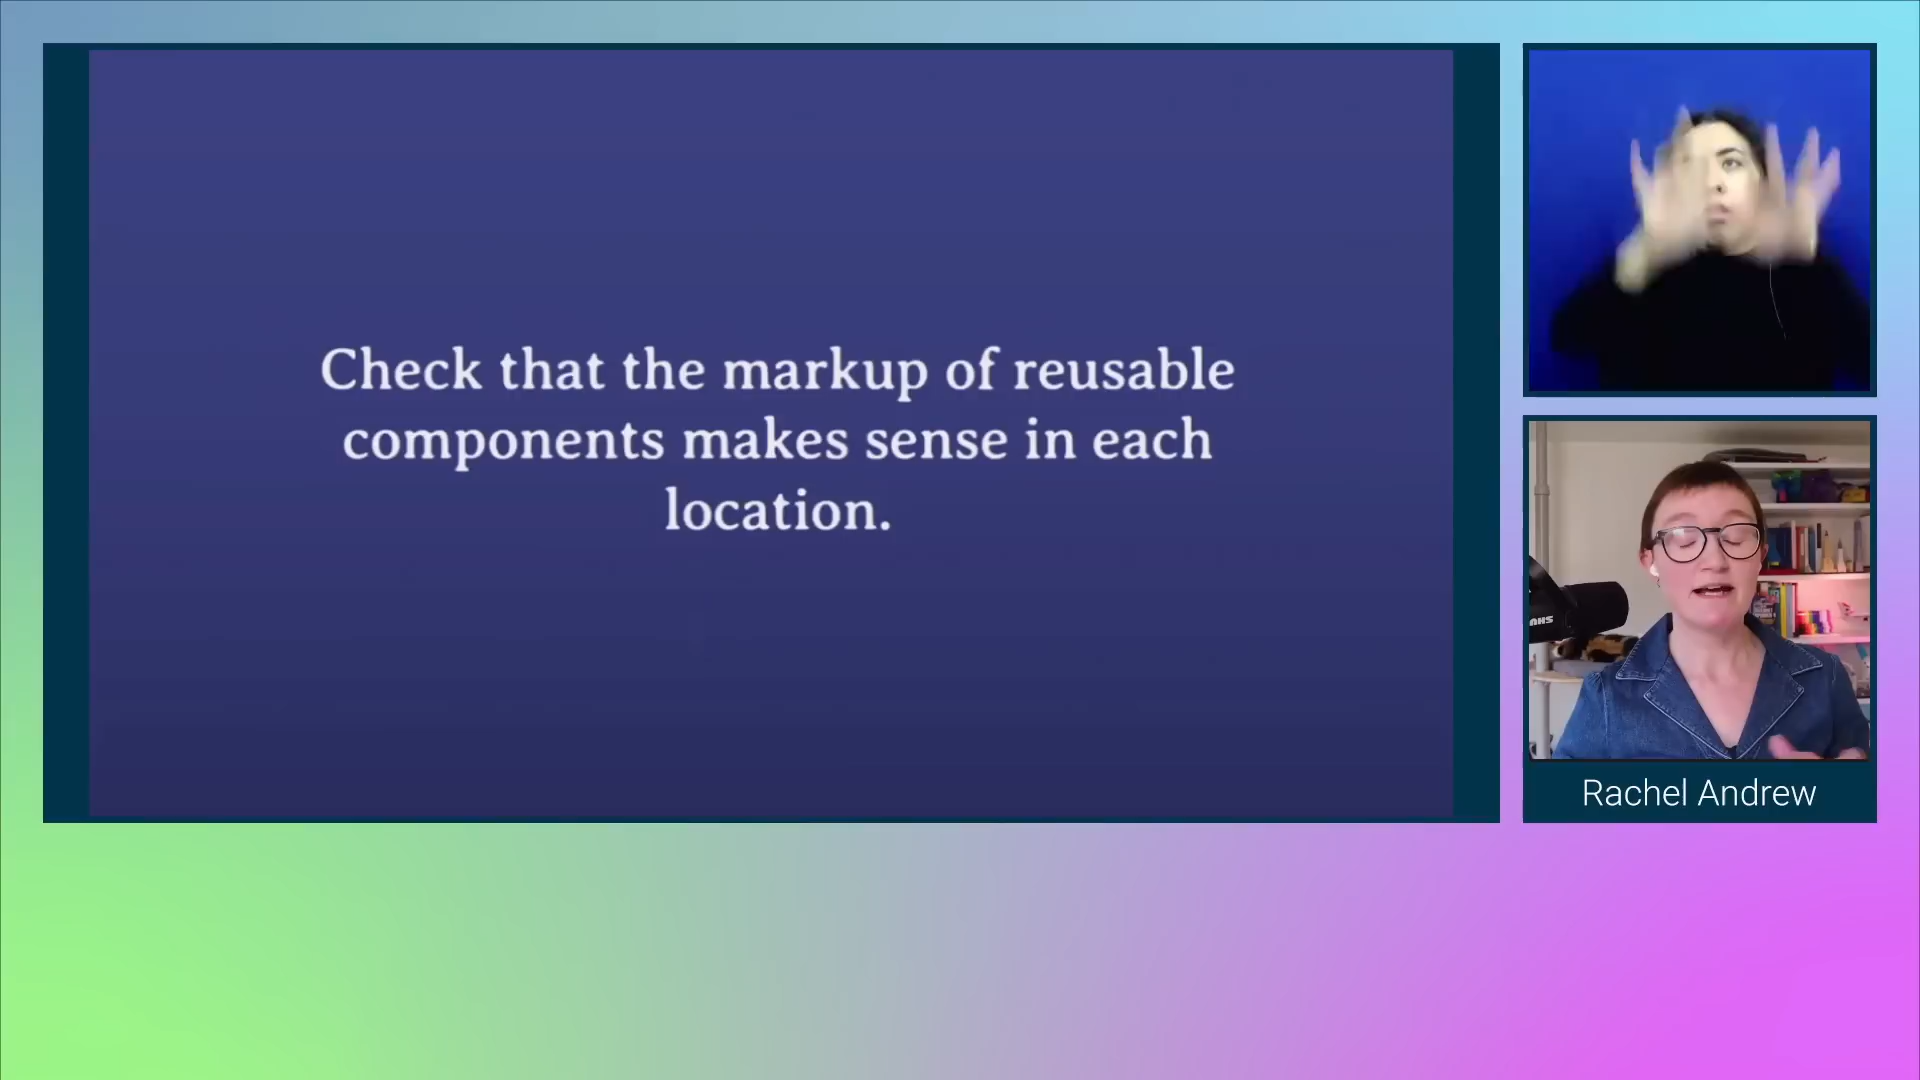 Check that the markup of reusable
components makes sense in each
location.
Rachel Andrew